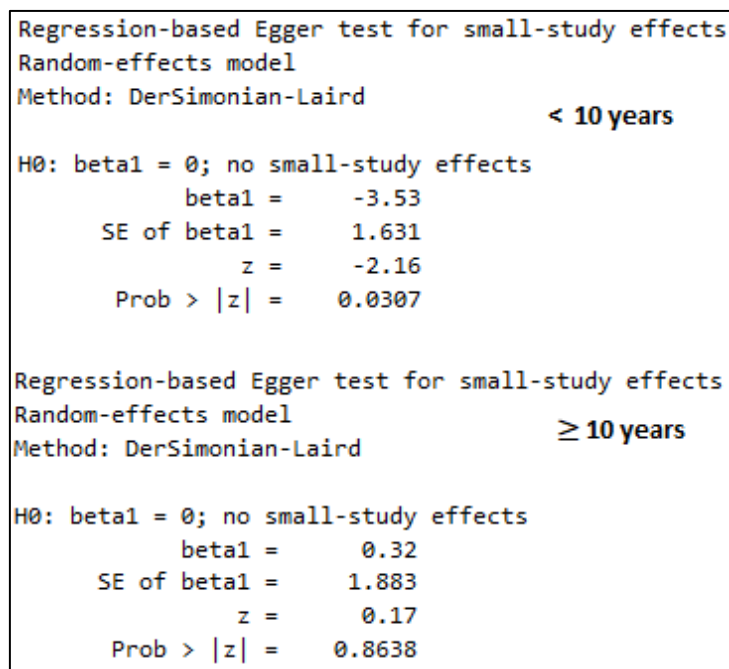 Regression-based Egger test for small-study effects
Random-effects model
Method: DerSimonian-Laird
< 10 years
H0: beta1 = 0; no small-study effects
beta1 = -3.53
SE of beta1 = 1.631
z = -2.16
Prob > |z| = 0.0307
Regression-based Egger test for small-study effects
Random-effects model
≥ 10 years
Method: DerSimonian-Laird
H0: beta1 = 0; no small-study effects
beta1 = 0.32
SE of beta1 = 1.883
z = 0.17
Prob > |z| = 0.8638